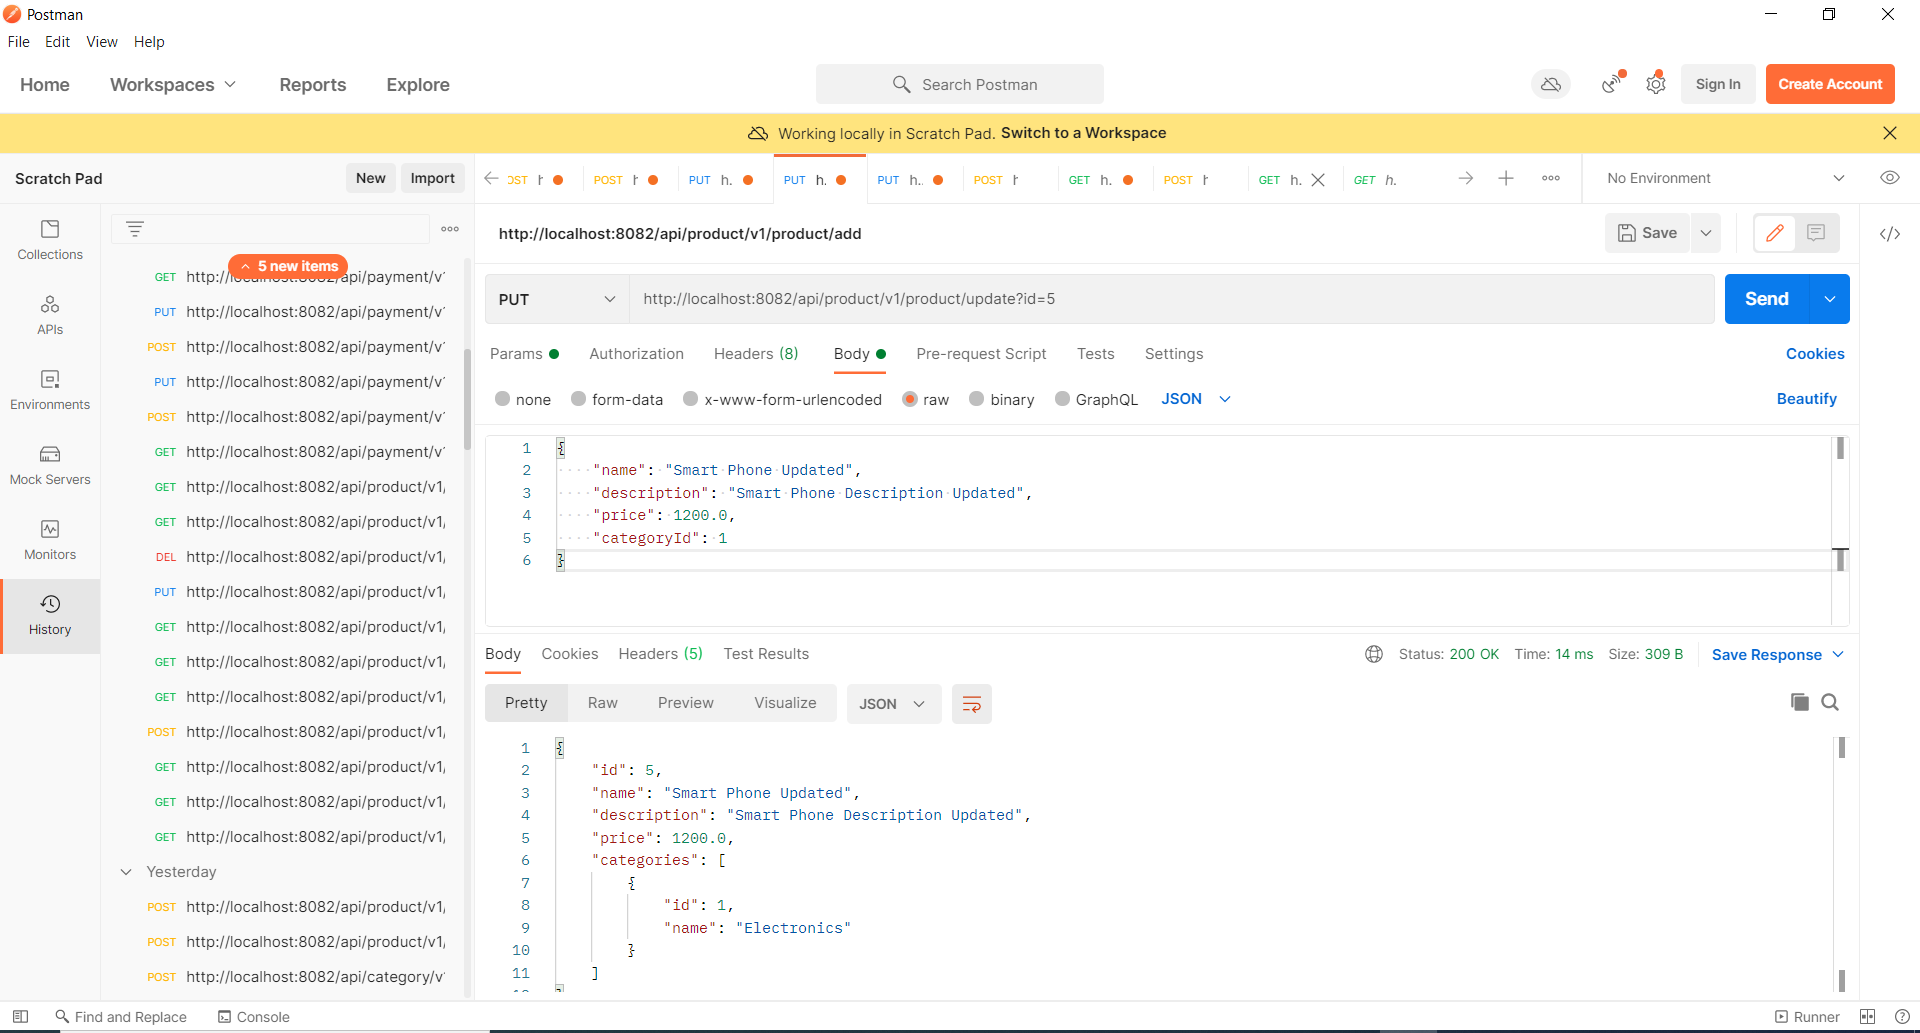 Postman
File Edit View Help
Home Workspaces Reports Explore
Search Postman
Sign In Create Account
Working locally in Scratch Pad. Switch to a Workspace
Scratch Pad New Import
OST h POST h PUT h. PUT h. PUT h.. POST h GET h. POST h GET h. GET h.
No Environment
Collections
APIs
Environments
Mock Servers
Monitors
History
5 new items
GET http://localhost:8082/api/payment/v1
PUT http://localhost:8082/api/payment/v1
POST http://localhost:8082/api/payment/v1
PUT http://localhost:8082/api/payment/v1
POST http://localhost:8082/api/payment/v1
GET http://localhost:8082/api/payment/v1
GET http://localhost:8082/api/product/v1/
GET http://localhost:8082/api/product/v1/
DEL http://localhost:8082/api/product/v1/
PUT http://localhost:8082/api/product/v1/
GET http://localhost:8082/api/product/v1/
GET http://localhost:8082/api/product/v1/
GET http://localhost:8082/api/product/v1/
POST http://localhost:8082/api/product/v1/
GET http://localhost:8082/api/product/v1/
GET http://localhost:8082/api/product/v1/
GET http://localhost:8082/api/product/v1/
Yesterday
POST http://localhost:8082/api/product/v1/
POST http://localhost:8082/api/product/v1/
POST http://localhost:8082/api/category/v1
http://localhost:8082/api/product/v1/product/add
Save
</>
PUT http://localhost:8082/api/product/v1/product/update?id=5
Send
Params Authorization Headers (8) Body Pre-request Script Tests Settings Cookies
none form-data x-www-form-urlencoded raw binary GraphQL JSON Beautify
1 {
2 "name": "Smart Phone Updated",
3 "description": "Smart Phone Description Updated",
4 "price": 1200.0,
5 "categoryId": 1
6 }
Body Cookies Headers (5) Test Results
Status: 200 OK Time: 14 ms Size: 309 B Save Response
Pretty Raw Preview Visualize JSON
1 {
2 "id": 5,
3 "name": "Smart Phone Updated",
4 "description": "Smart Phone Description Updated",
5 "price": 1200.0,
6 "categories": [
7 {
8 "id": 1,
9 "name": "Electronics"
10 }
11 ]
12 }
Find and Replace Console
Runner